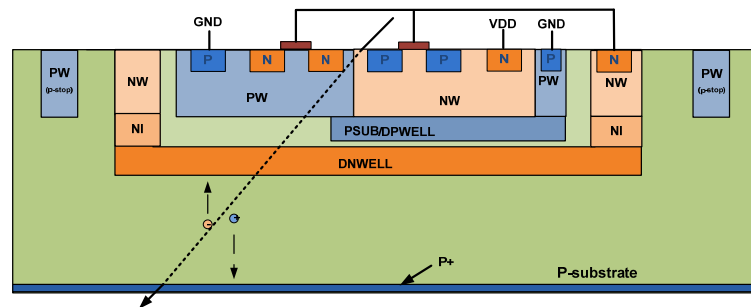 GND VDD GND
P N N P P N P N
PW (p-stop) NW PW NW PW NW PW (p-stop)
NI PSUB/DPWELL NI
DNWELL
P+
P-substrate